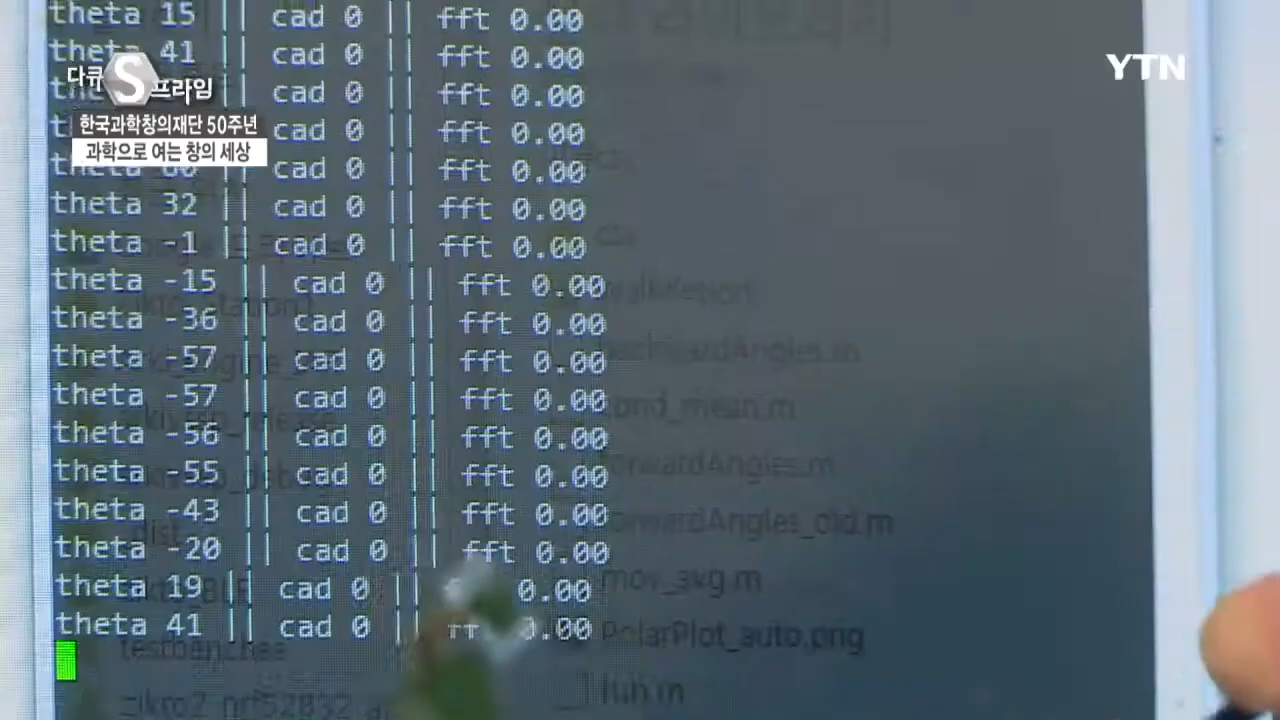 theta 15 || cad 0 || fft 0.00
theta 41 || cad 0 || fft 0.00
cad 0 || fft 0.00
cad 0 || fft 0.00
cad 0 || fft 0.00
theta 32 || cad 0 || fft 0.00
theta -1 || cad 0 || fft 0.00
theta -15 || cad 0 || fft 0.00
theta -36 || cad 0 || fft 0.00
theta -57 || cad 0 || fft 0.00
theta -57 || cad 0 || fft 0.00
theta -56 || cad 0 || fft 0.00
theta -55 || cad 0 || fft 0.00
theta -43 || cad 0 || fft 0.00
theta -20 || cad 0 || fft 0.00
theta 19 || cad 0 || 0.00
theta 41 || cad 0 || 0.00
다큐 S 프라임
한국과학창의재단 50주년
과학으로 여는 창의 세상
YTN
mov_avg.m
PolarPlot_auto.png
run.m